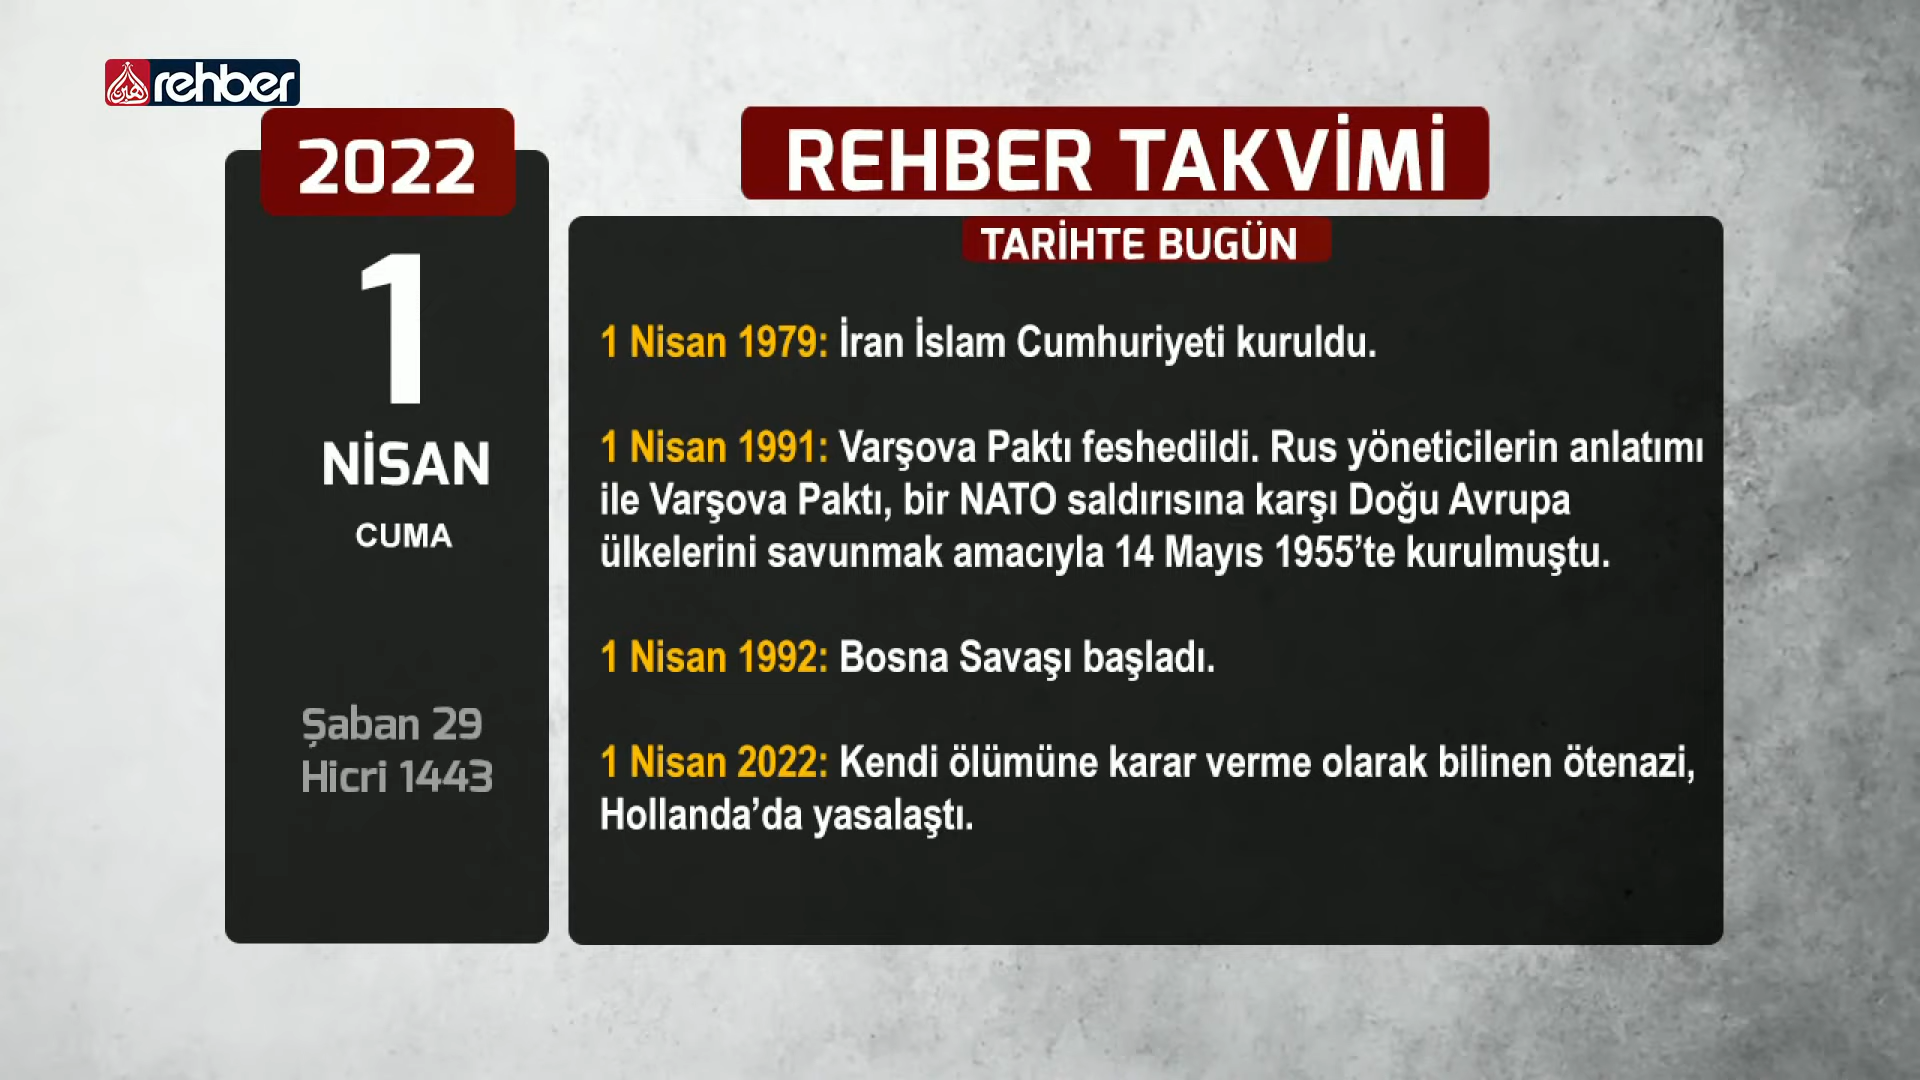 rehber
2022
1
NİSAN
CUMA
Şaban 29
Hicri 1443
REHBER TAKVİMİ
TARİHTE BUGÜN
1 Nisan 1979: İran İslam Cumhuriyeti kuruldu.
1 Nisan 1991: Varşova Paktı feshedildi. Rus yöneticilerin anlatımı
ile Varşova Paktı, bir NATO saldırısına karşı Doğu Avrupa
ülkelerini savunmak amacıyla 14 Mayıs 1955’te kurulmuştu.
1 Nisan 1992: Bosna Savaşı başladı.
1 Nisan 2022: Kendi ölümüne karar verme olarak bilinen ötenazi,
Hollanda’da yasalaştı.